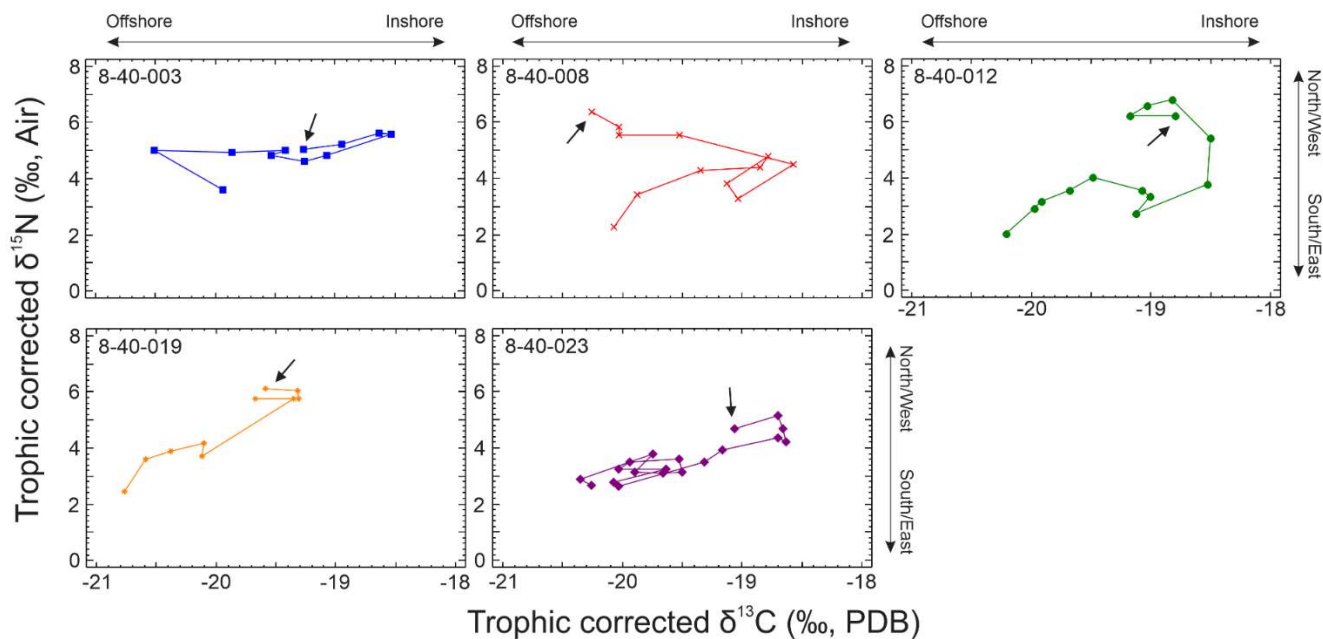 Offshore Inshore Offshore Inshore Offshore Inshore
8-40-003 8-40-008 8-40-012
8
6
4
2
0
8
6
4
2
0
8
6
4
2
0
North/West
South/East
-21 -20 -19 -18
8-40-019 8-40-023
8
6
4
2
0
8
6
4
2
0
North/West
South/East
-21 -20 -19 -18 -21 -20 -19 -18
Trophic corrected δ¹⁵N (‰, Air)
Trophic corrected δ¹³C (‰, PDB)